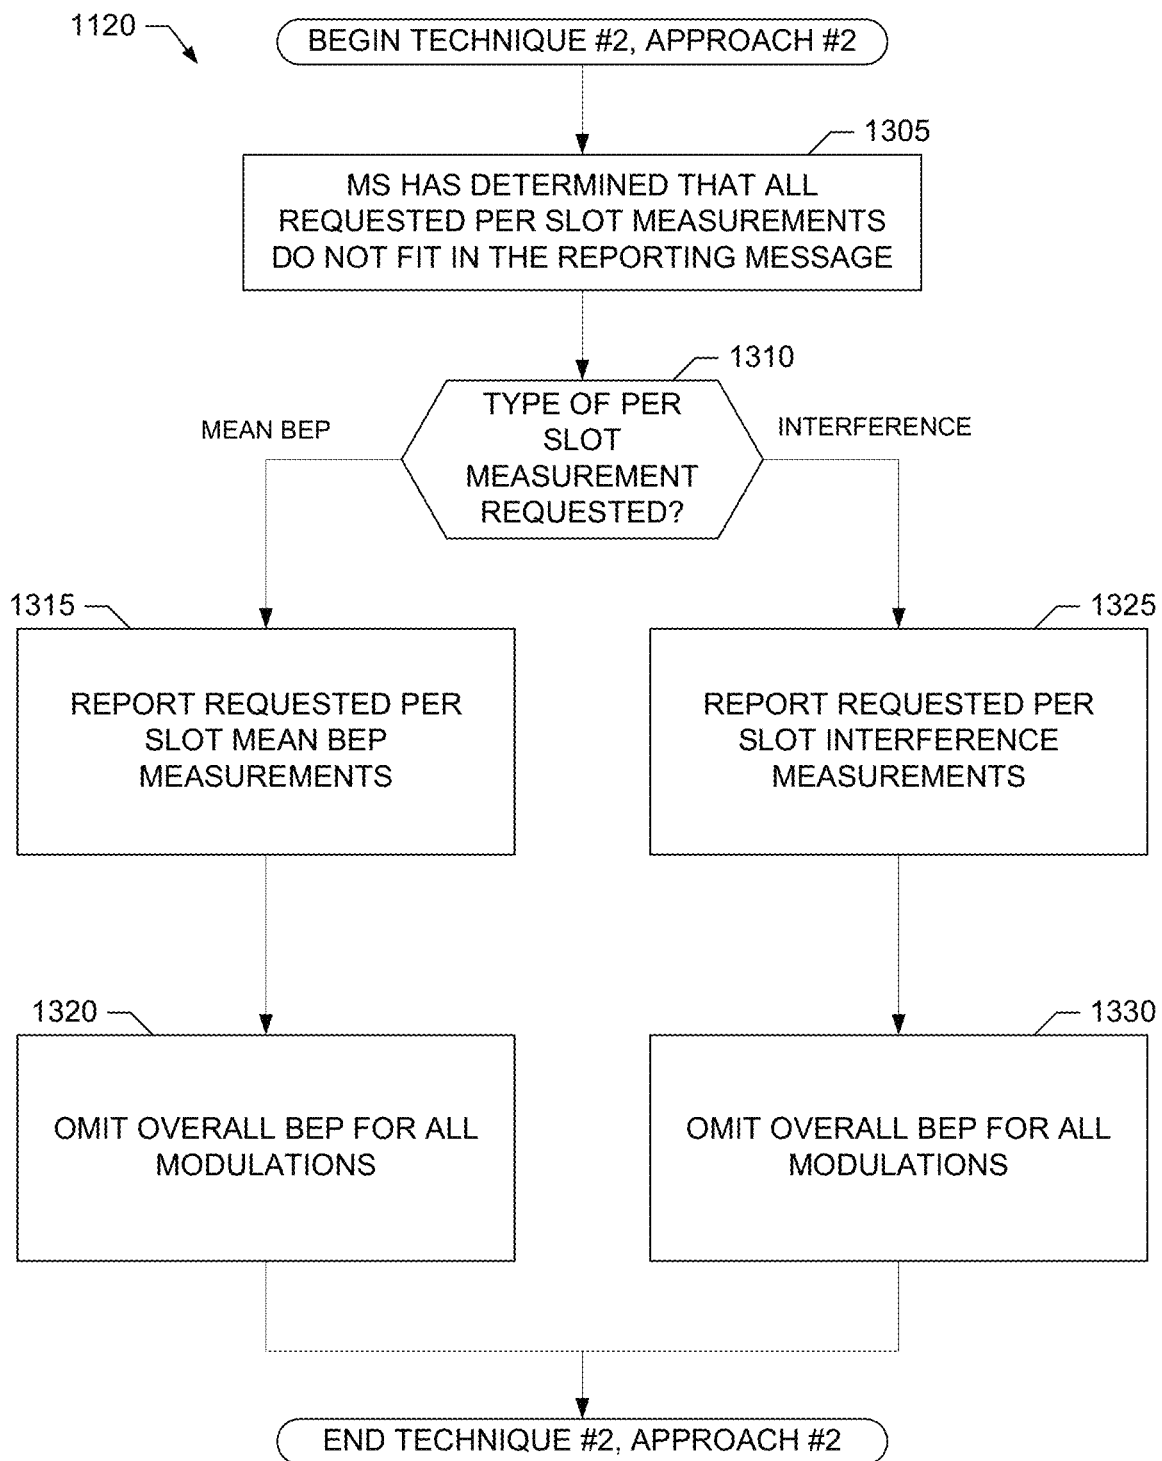 1120
BEGIN TECHNIQUE #2, APPROACH #2
1305
MS HAS DETERMINED THAT ALL
REQUESTED PER SLOT MEASUREMENTS
DO NOT FIT IN THE REPORTING MESSAGE
1310
TYPE OF PER
SLOT
MEASUREMENT
REQUESTED?
MEAN BEP
INTERFERENCE
1315
REPORT REQUESTED PER
SLOT MEAN BEP
MEASUREMENTS
1325
REPORT REQUESTED PER
SLOT INTERFERENCE
MEASUREMENTS
1320
OMIT OVERALL BEP FOR ALL
MODULATIONS
1330
OMIT OVERALL BEP FOR ALL
MODULATIONS
END TECHNIQUE #2, APPROACH #2